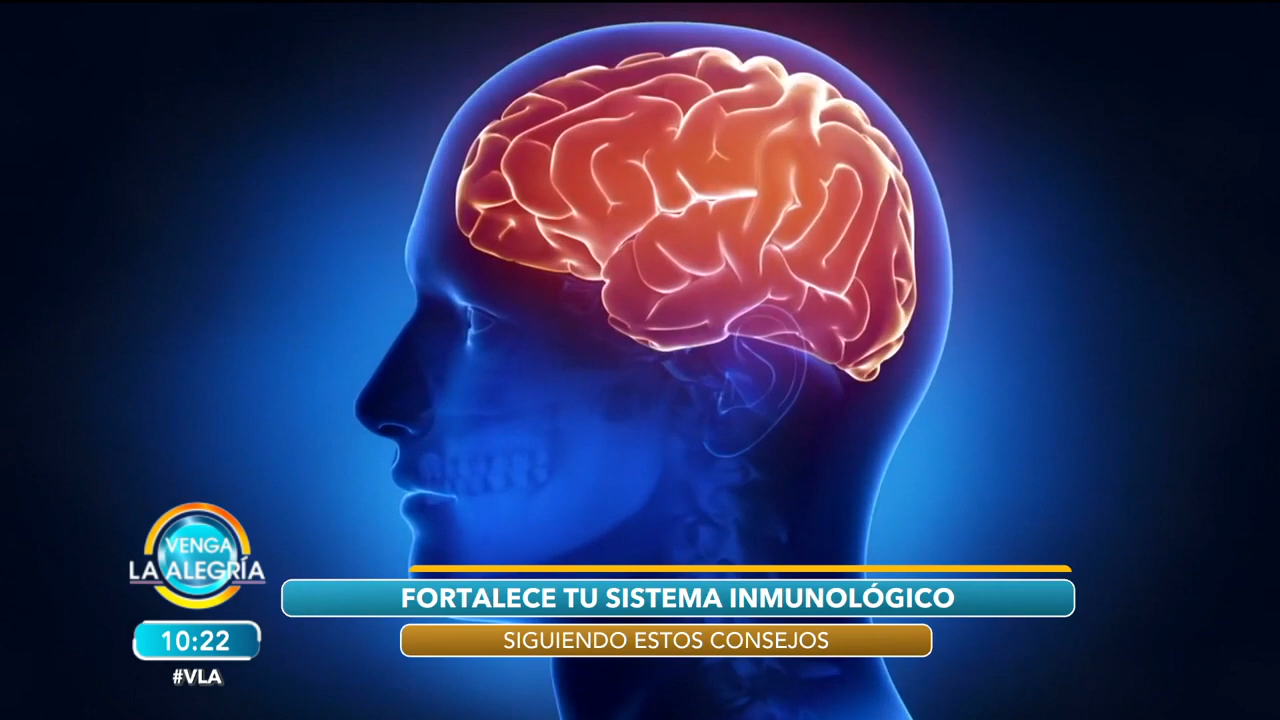 VENGA
LA ALEGRÍA
FORTALECE TU SISTEMA INMUNOLÓGICO
SIGUIENDO ESTOS CONSEJOS
10:22
#VLA